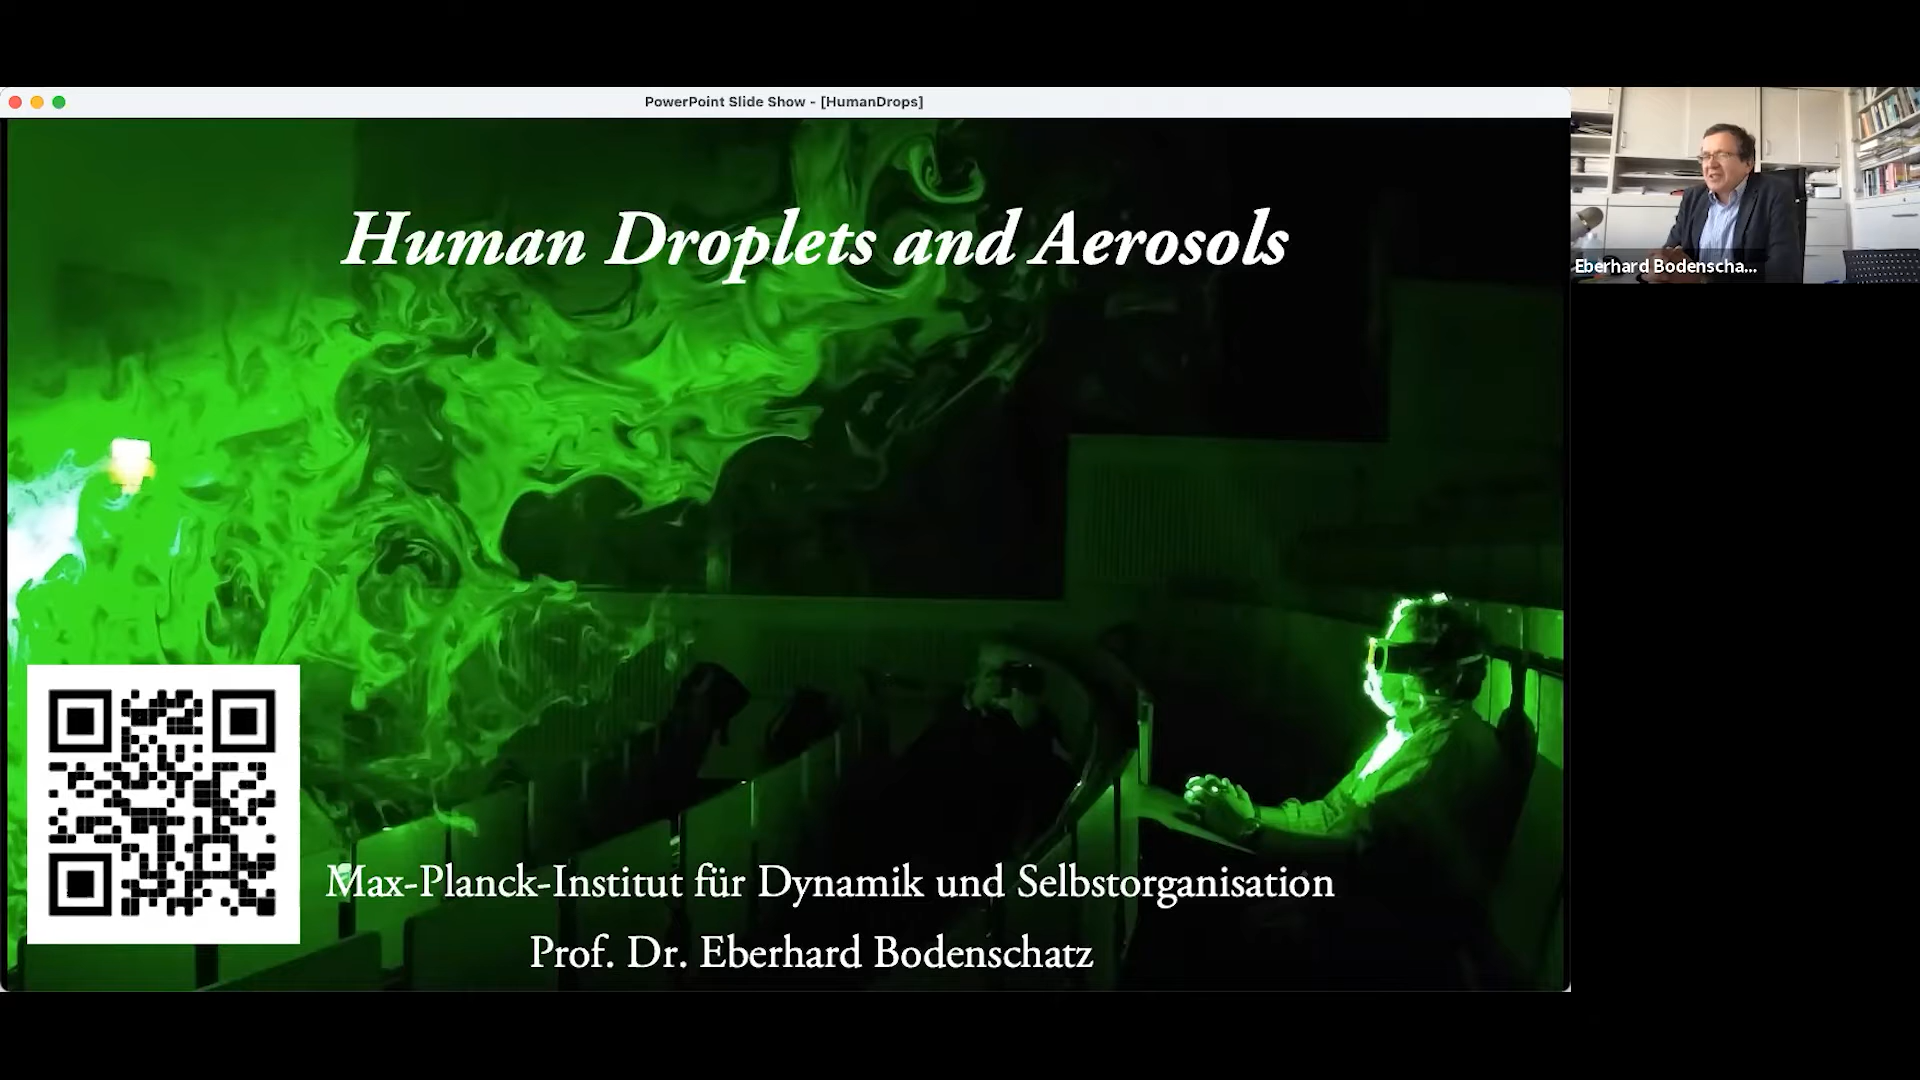 PowerPoint Slide Show - [HumanDrops]
Human Droplets and Aerosols
Eberhard Bodenscha...
Max-Planck-Institut für Dynamik und Selbstorganisation
Prof. Dr. Eberhard Bodenschatz